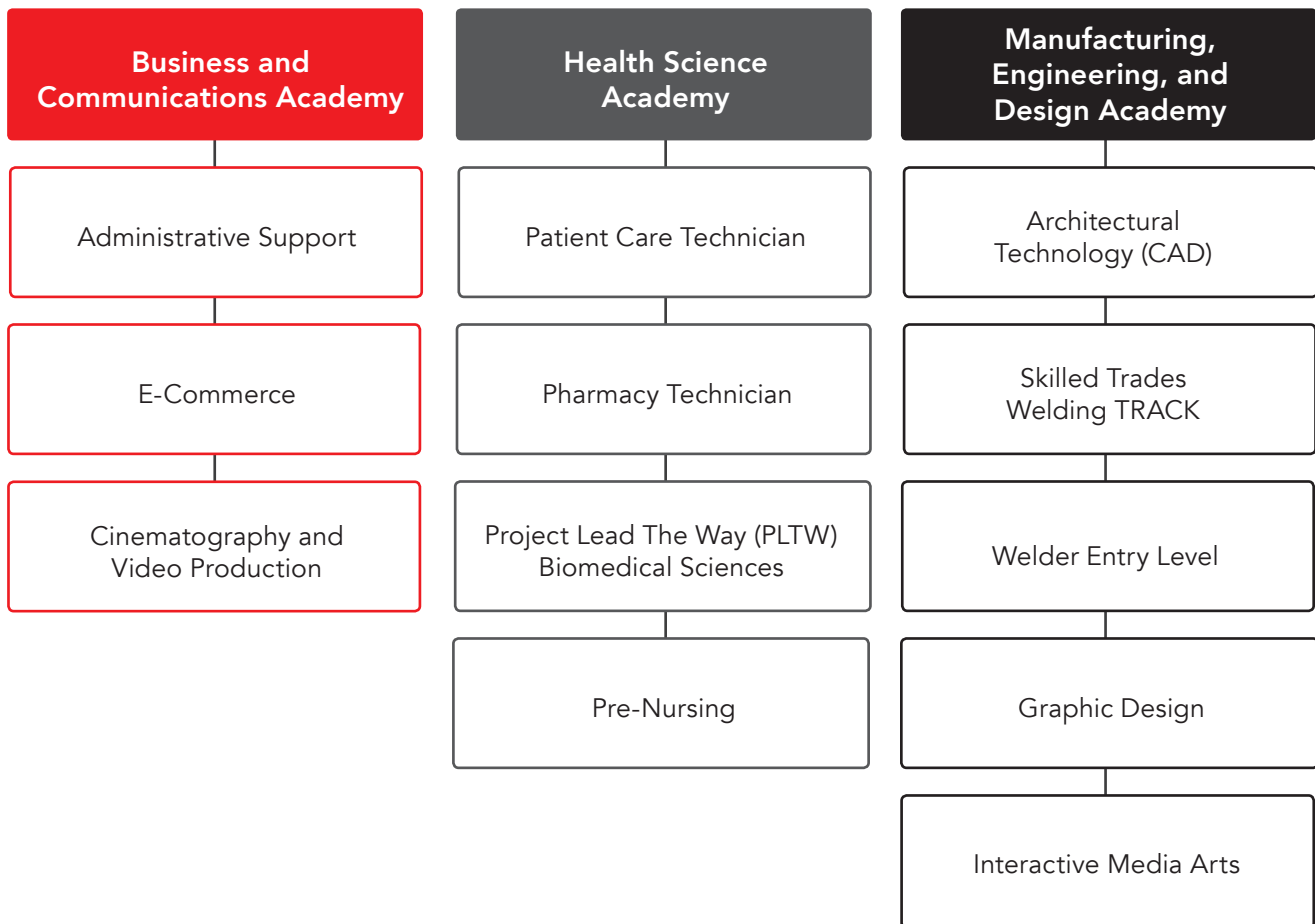 Business and
Communications Academy
Administrative Support
E-Commerce
Cinematography and
Video Production
Health Science
Academy
Patient Care Technician
Pharmacy Technician
Project Lead The Way (PLTW)
Biomedical Sciences
Pre-Nursing
Manufacturing,
Engineering, and
Design Academy
Architectural
Technology (CAD)
Skilled Trades
Welding TRACK
Welder Entry Level
Graphic Design
Interactive Media Arts